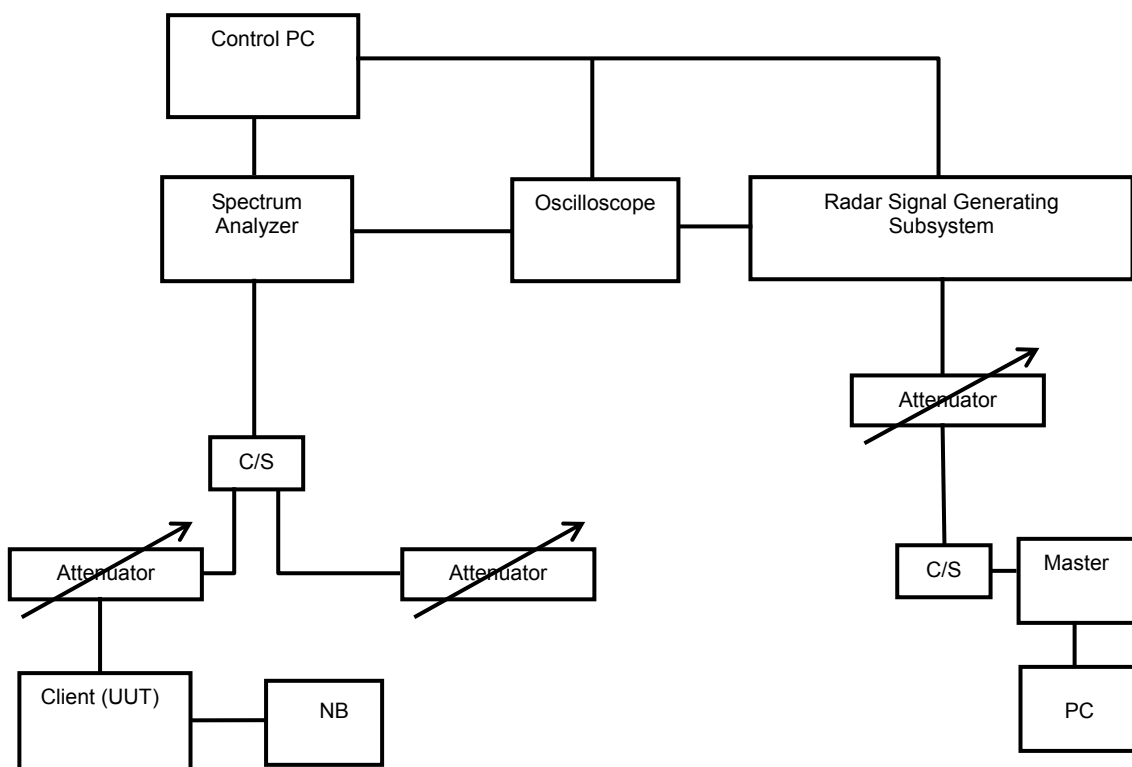 Control PC
Spectrum
Analyzer
Oscilloscope
Radar Signal Generating
Subsystem
Attenuator
C/S
Attenuator
Attenuator
C/S
Master
Client (UUT)
NB
PC